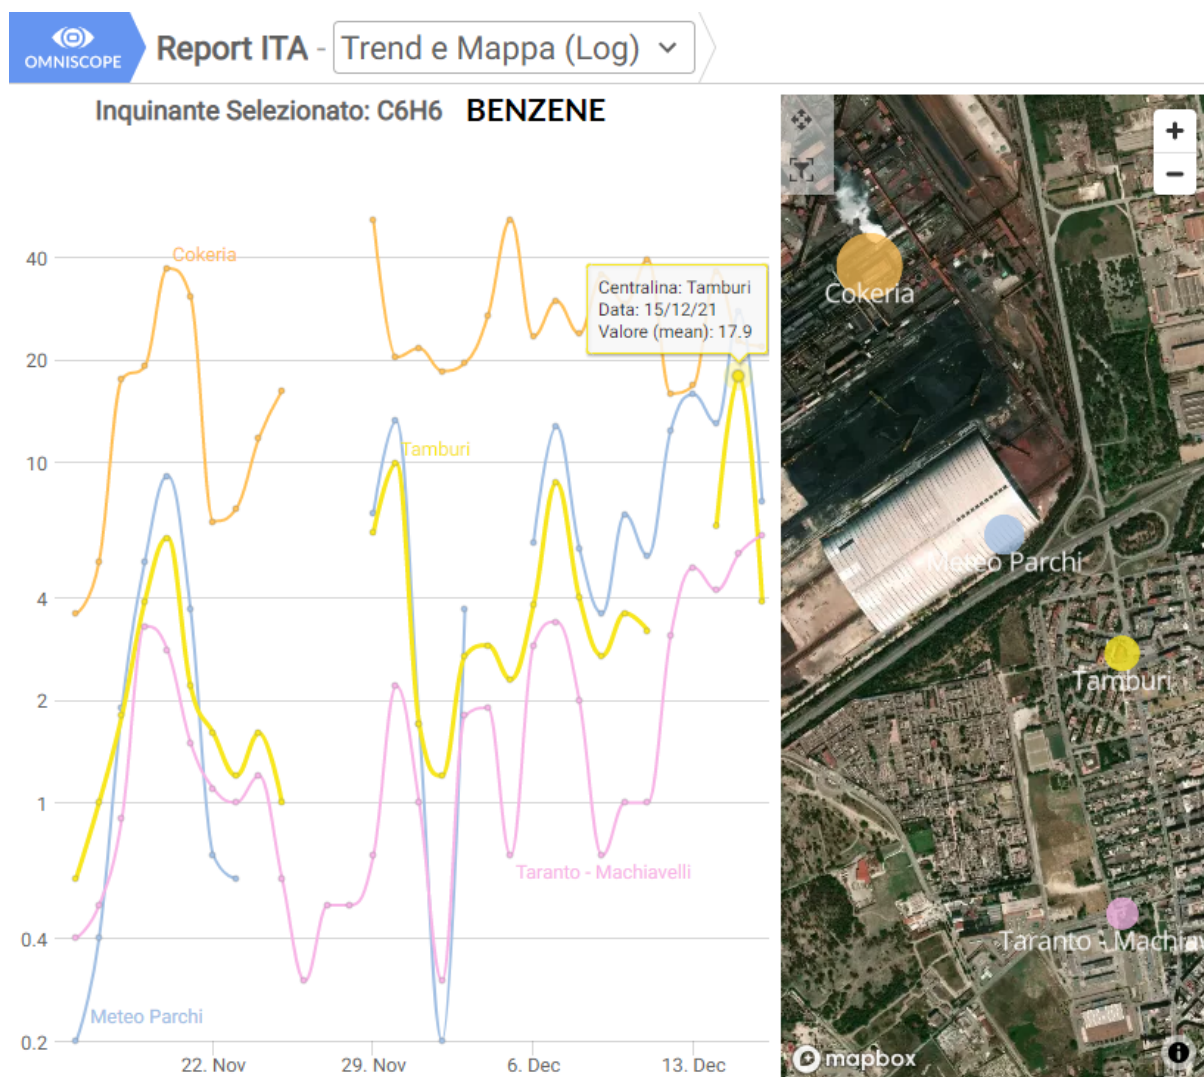 OMNISCOPE
Report ITA - Trend e Mappa (Log)
Inquinante Selezionato: C6H6 BENZENE
40
20
10
4
2
1
0.4
0.2
Cokeria
Tamburi
Taranto - Machiavelli
Meteo Parchi
Centralina: Tamburi
Data: 15/12/21
Valore (mean): 17.9
22. Nov
29. Nov
6. Dec
13. Dec
+
−
Cokeria
Meteo Parchi
Tamburi
Taranto - Machiav
mapbox
i